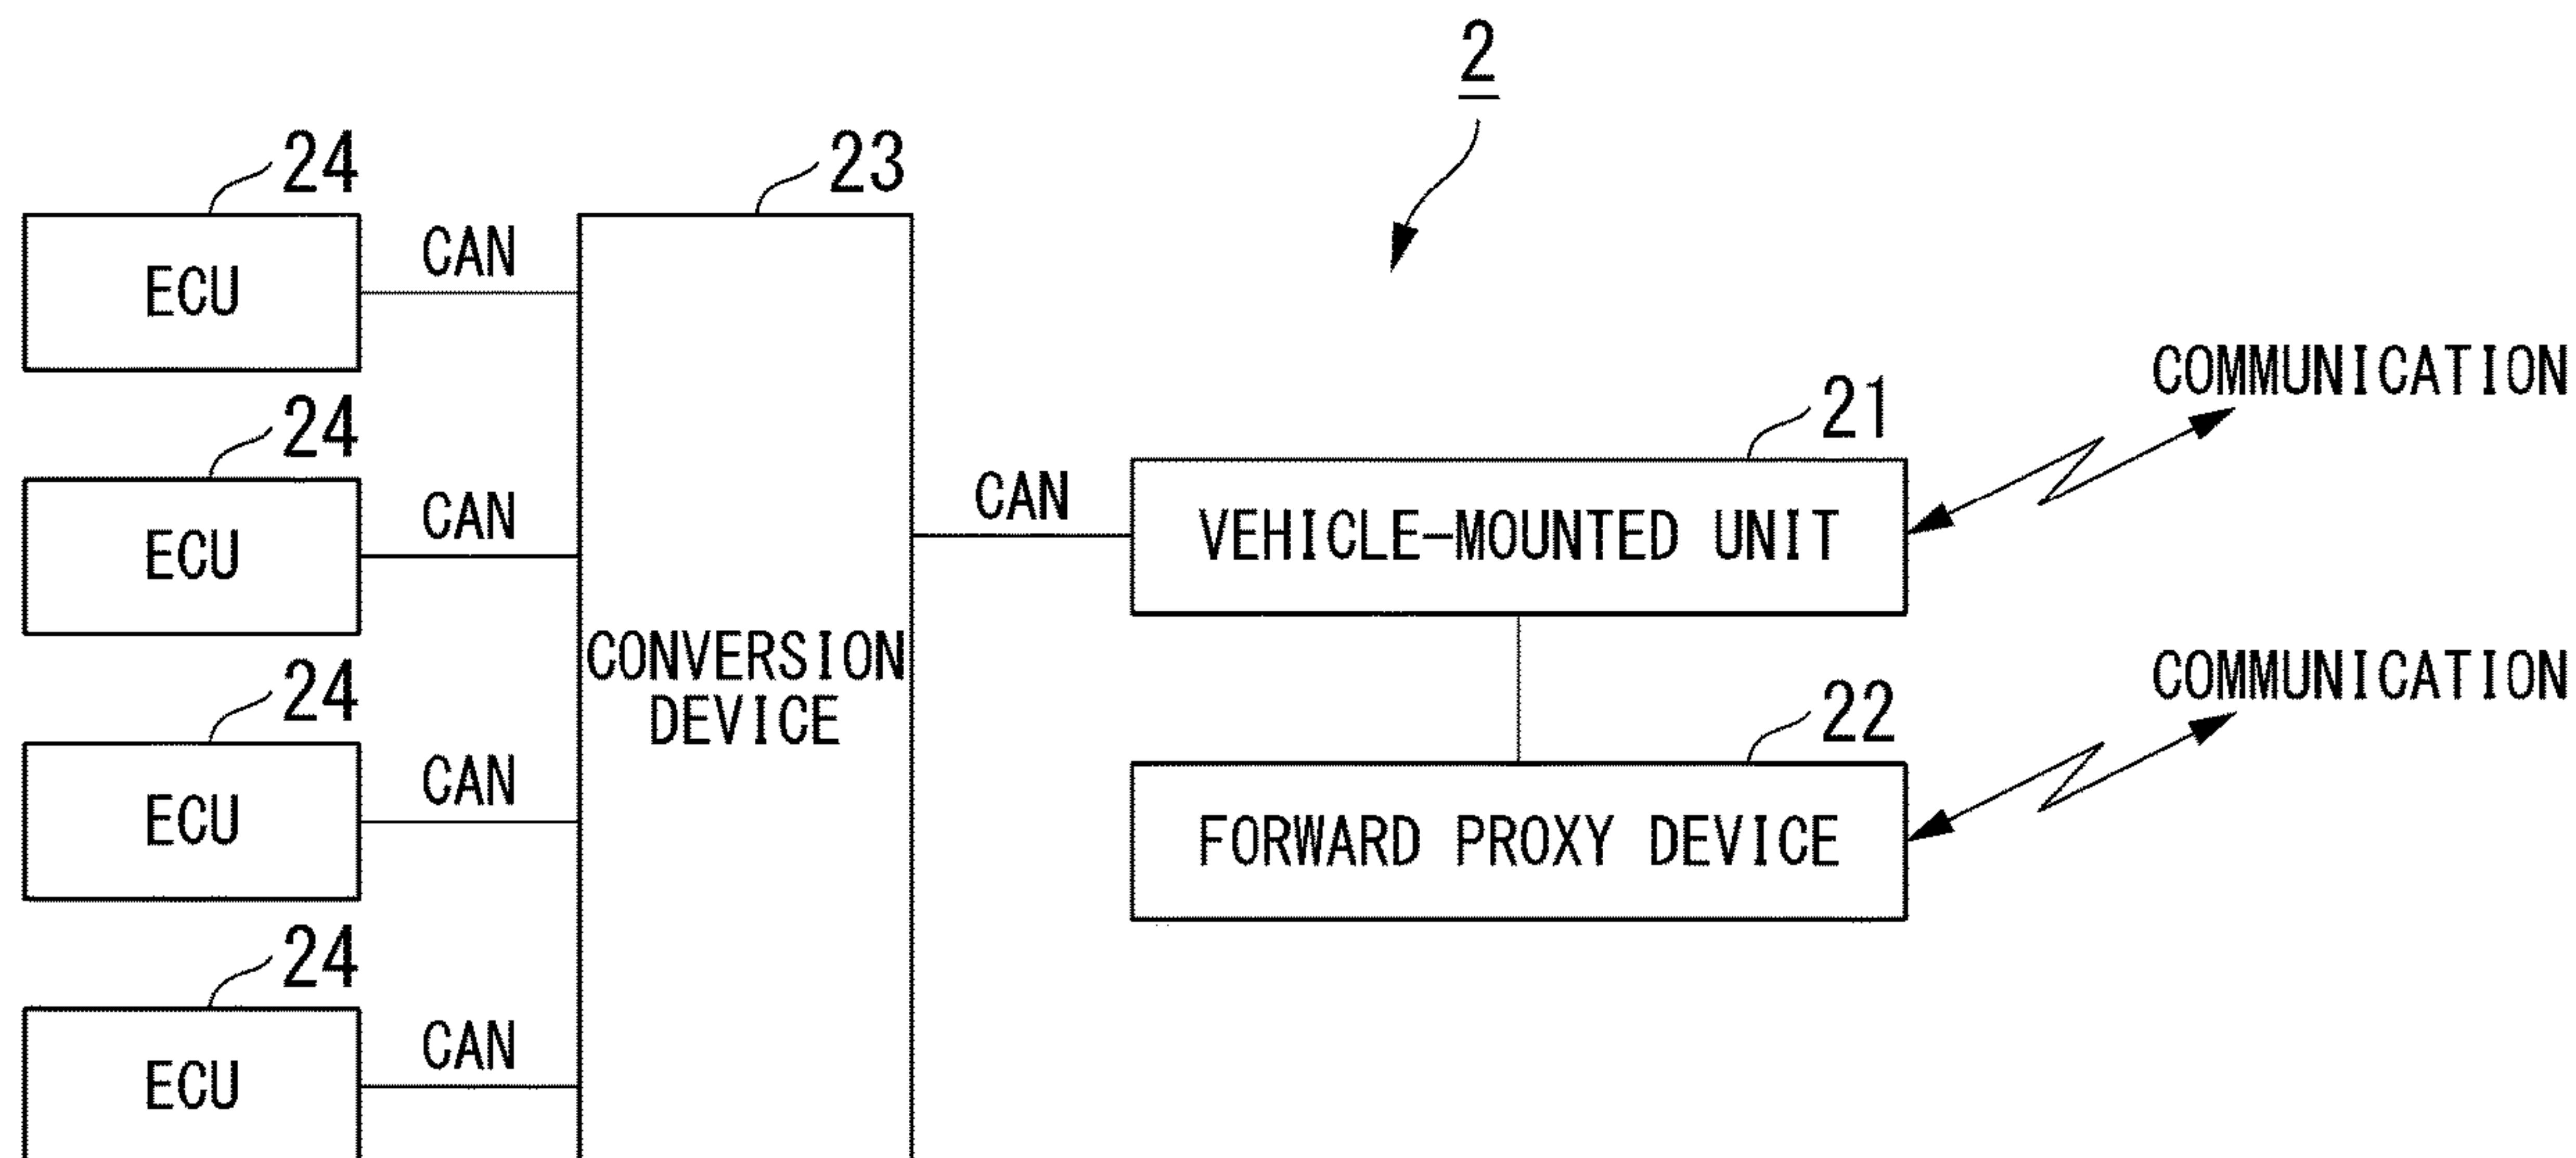 2
24
23
ECU
CAN
24
ECU
CAN
CONVERSION
DEVICE
CAN
21
VEHICLE-MOUNTED UNIT
COMMUNICATION
24
ECU
CAN
22
FORWARD PROXY DEVICE
COMMUNICATION
24
ECU
CAN